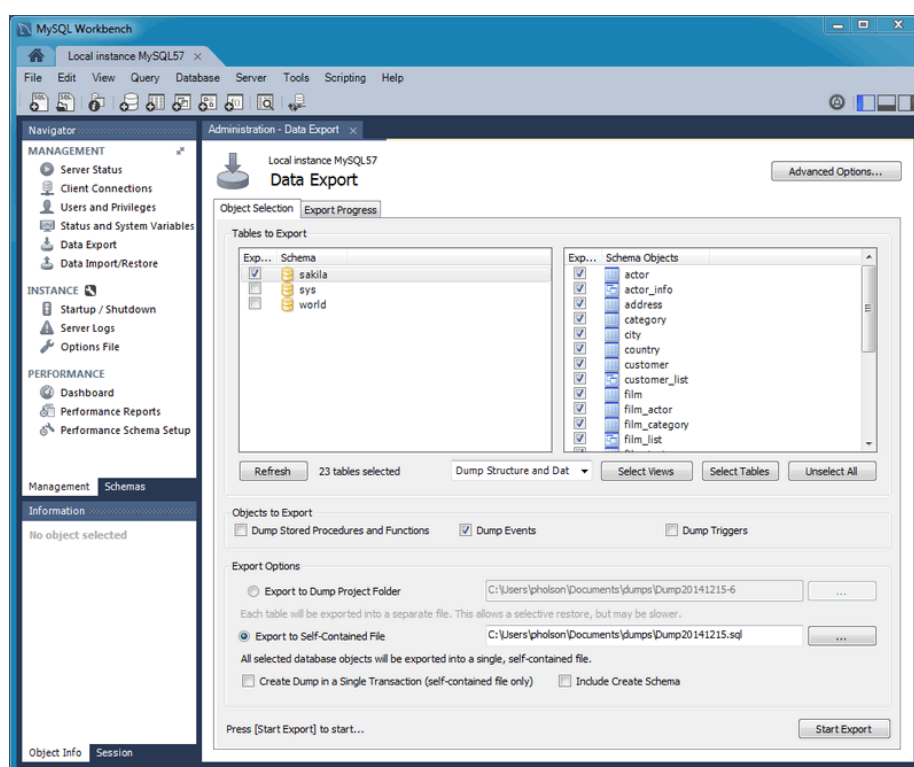 MySQL Workbench
Local instance MySQL57
File Edit View Query Database Server Tools Scripting Help
Navigator
MANAGEMENT
Server Status
Client Connections
Users and Privileges
Status and System Variables
Data Export
Data Import/Restore
INSTANCE
Startup / Shutdown
Server Logs
Options File
PERFORMANCE
Dashboard
Performance Reports
Performance Schema Setup
Management Schemas
Information
No object selected
Object Info Session
Administration - Data Export
Local instance MySQL57
Data Export
Advanced Options...
Object Selection Export Progress
Tables to Export
Exp... Schema
sakila
sys
world
Exp... Schema Objects
actor
actor_info
address
category
city
country
customer
customer_list
film
film_actor
film_category
film_list
Refresh 23 tables selected Dump Structure and Dat Select Views Select Tables Unselect All
Objects to Export
Dump Stored Procedures and Functions Dump Events Dump Triggers
Export Options
Export to Dump Project Folder C:\Users\pholson\Documents\dumps\Dump20141215-6 ...
Each table will be exported into a separate file. This allows a selective restore, but may be slower.
Export to Self-Contained File C:\Users\pholson\Documents\dumps\Dump20141215.sql ...
All selected database objects will be exported into a single, self-contained file.
Create Dump in a Single Transaction (self-contained file only) Include Create Schema
Press [Start Export] to start... Start Export